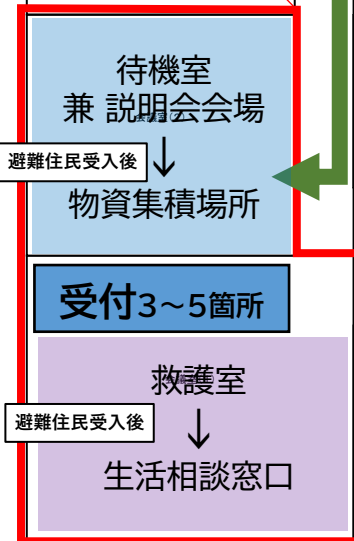 待機室
兼 説明会会場
避難住民受入後
↓
物資集積場所
受付3～5箇所
救護室
避難住民受入後
↓
生活相談窓口